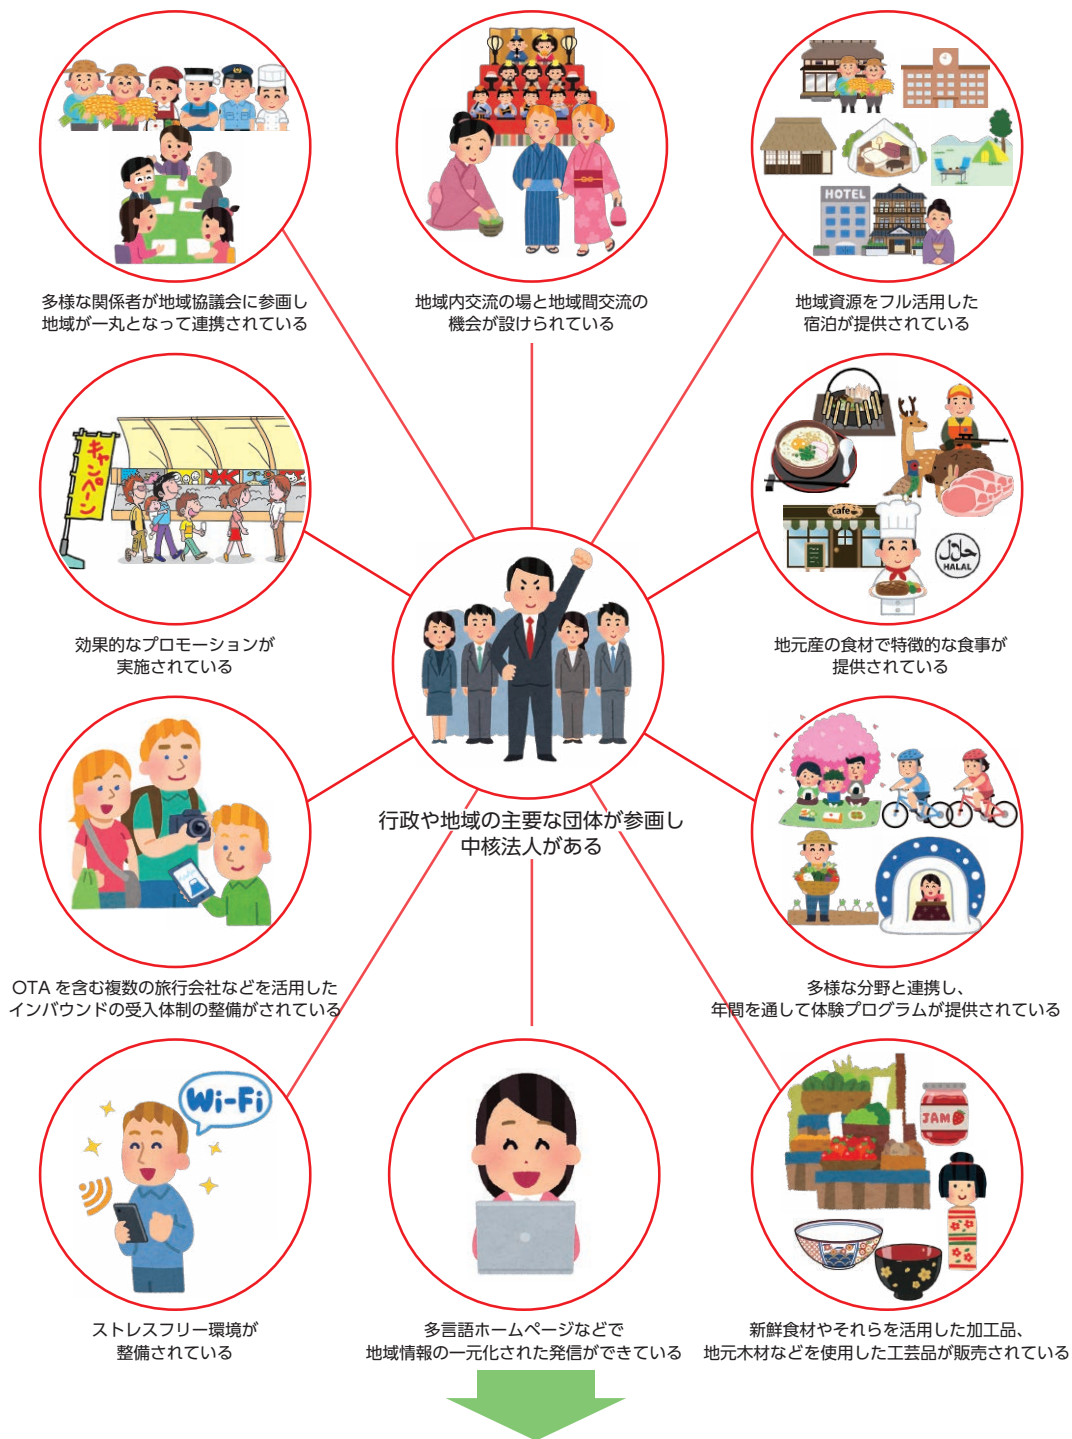 HOTEL
多様な関係者が地域協議会に参画し
地域が一丸となって連携されている
地域内交流の場と地域間交流の
機会が設けられている
地域資源をフル活用した
宿泊が提供されている
キャンペーン
cafe
حلال
HALAL
効果的なプロモーションが
実施されている
地元産の食材で特徴的な食事が
提供されている
行政や地域の主要な団体が参画し
中核法人がある
OTA を含む複数の旅行会社などを活用した
インバウンドの受入体制の整備がされている
多様な分野と連携し、
年間を通して体験プログラムが提供されている
Wi-Fi
JAM
ストレスフリー環境が
整備されている
多言語ホームページなどで
地域情報の一元化された発信ができている
新鮮食材やそれらを活用した加工品、
地元木材などを使用した工芸品が販売されている